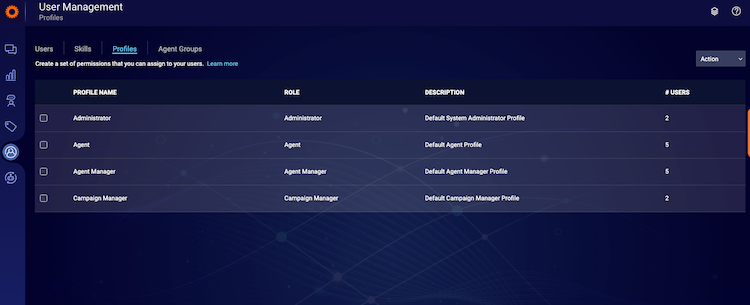 User Management
Profiles
Users Skills Profiles Agent Groups
Create a set of permissions that you can assign to your users. Learn more
Action
PROFILE NAME ROLE DESCRIPTION # USERS
Administrator Administrator Default System Administrator Profile 2
Agent Agent Default Agent Profile 5
Agent Manager Agent Manager Default Agent Manager Profile 5
Campaign Manager Campaign Manager Default Campaign Manager Profile 2